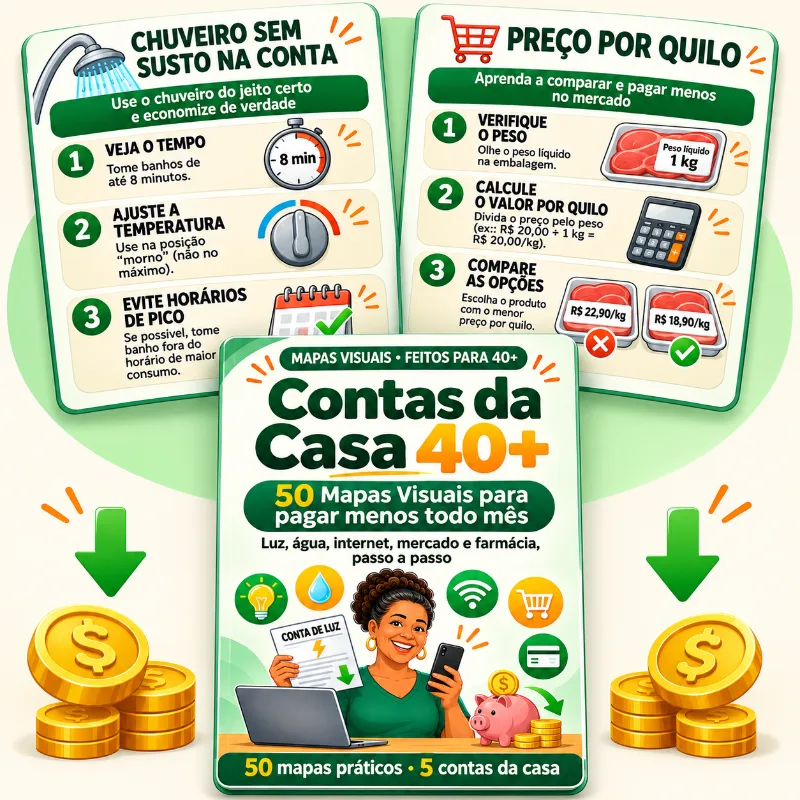 CHUVEIRO SEM
SUSTO NA CONTA
Use o chuveiro do jeito certo
e economize de verdade
1
VEJA O TEMPO
Tome banhos de
até 8 minutos.
8 min
2
AJUSTE A
TEMPERATURA
Use na posição
“morno” (não no
máximo).
3
EVITE HORÁRIOS
DE PICO
Se possível, tome
banho fora do
horário de maior
consumo.
PREÇO POR QUILO
Aprenda a comparar e pagar menos
no mercado
1
VERIFIQUE
O PESO
Olhe o peso líquido
na embalagem.
Peso líquido
1 kg
2
CALCULE
O VALOR POR QUILO
Divida o preço pelo peso
(ex:: R$ 20,00 ÷ 1 kg =
R$ 20,00/kg).
3
COMPARE
AS OPÇÕES
Escolha o produto
com o menor
preço por quilo.
R$ 22,90/kg
R$ 18,90/kg
MAPAS VISUAIS • FEITOS PARA 40+
Contas da
Casa 40+
50 Mapas Visuais para
pagar menos todo mês
Luz, água, internet, mercado e farmácia,
passo a passo
CONTA DE LUZ
$
$
$
50 mapas práticos • 5 contas da casa